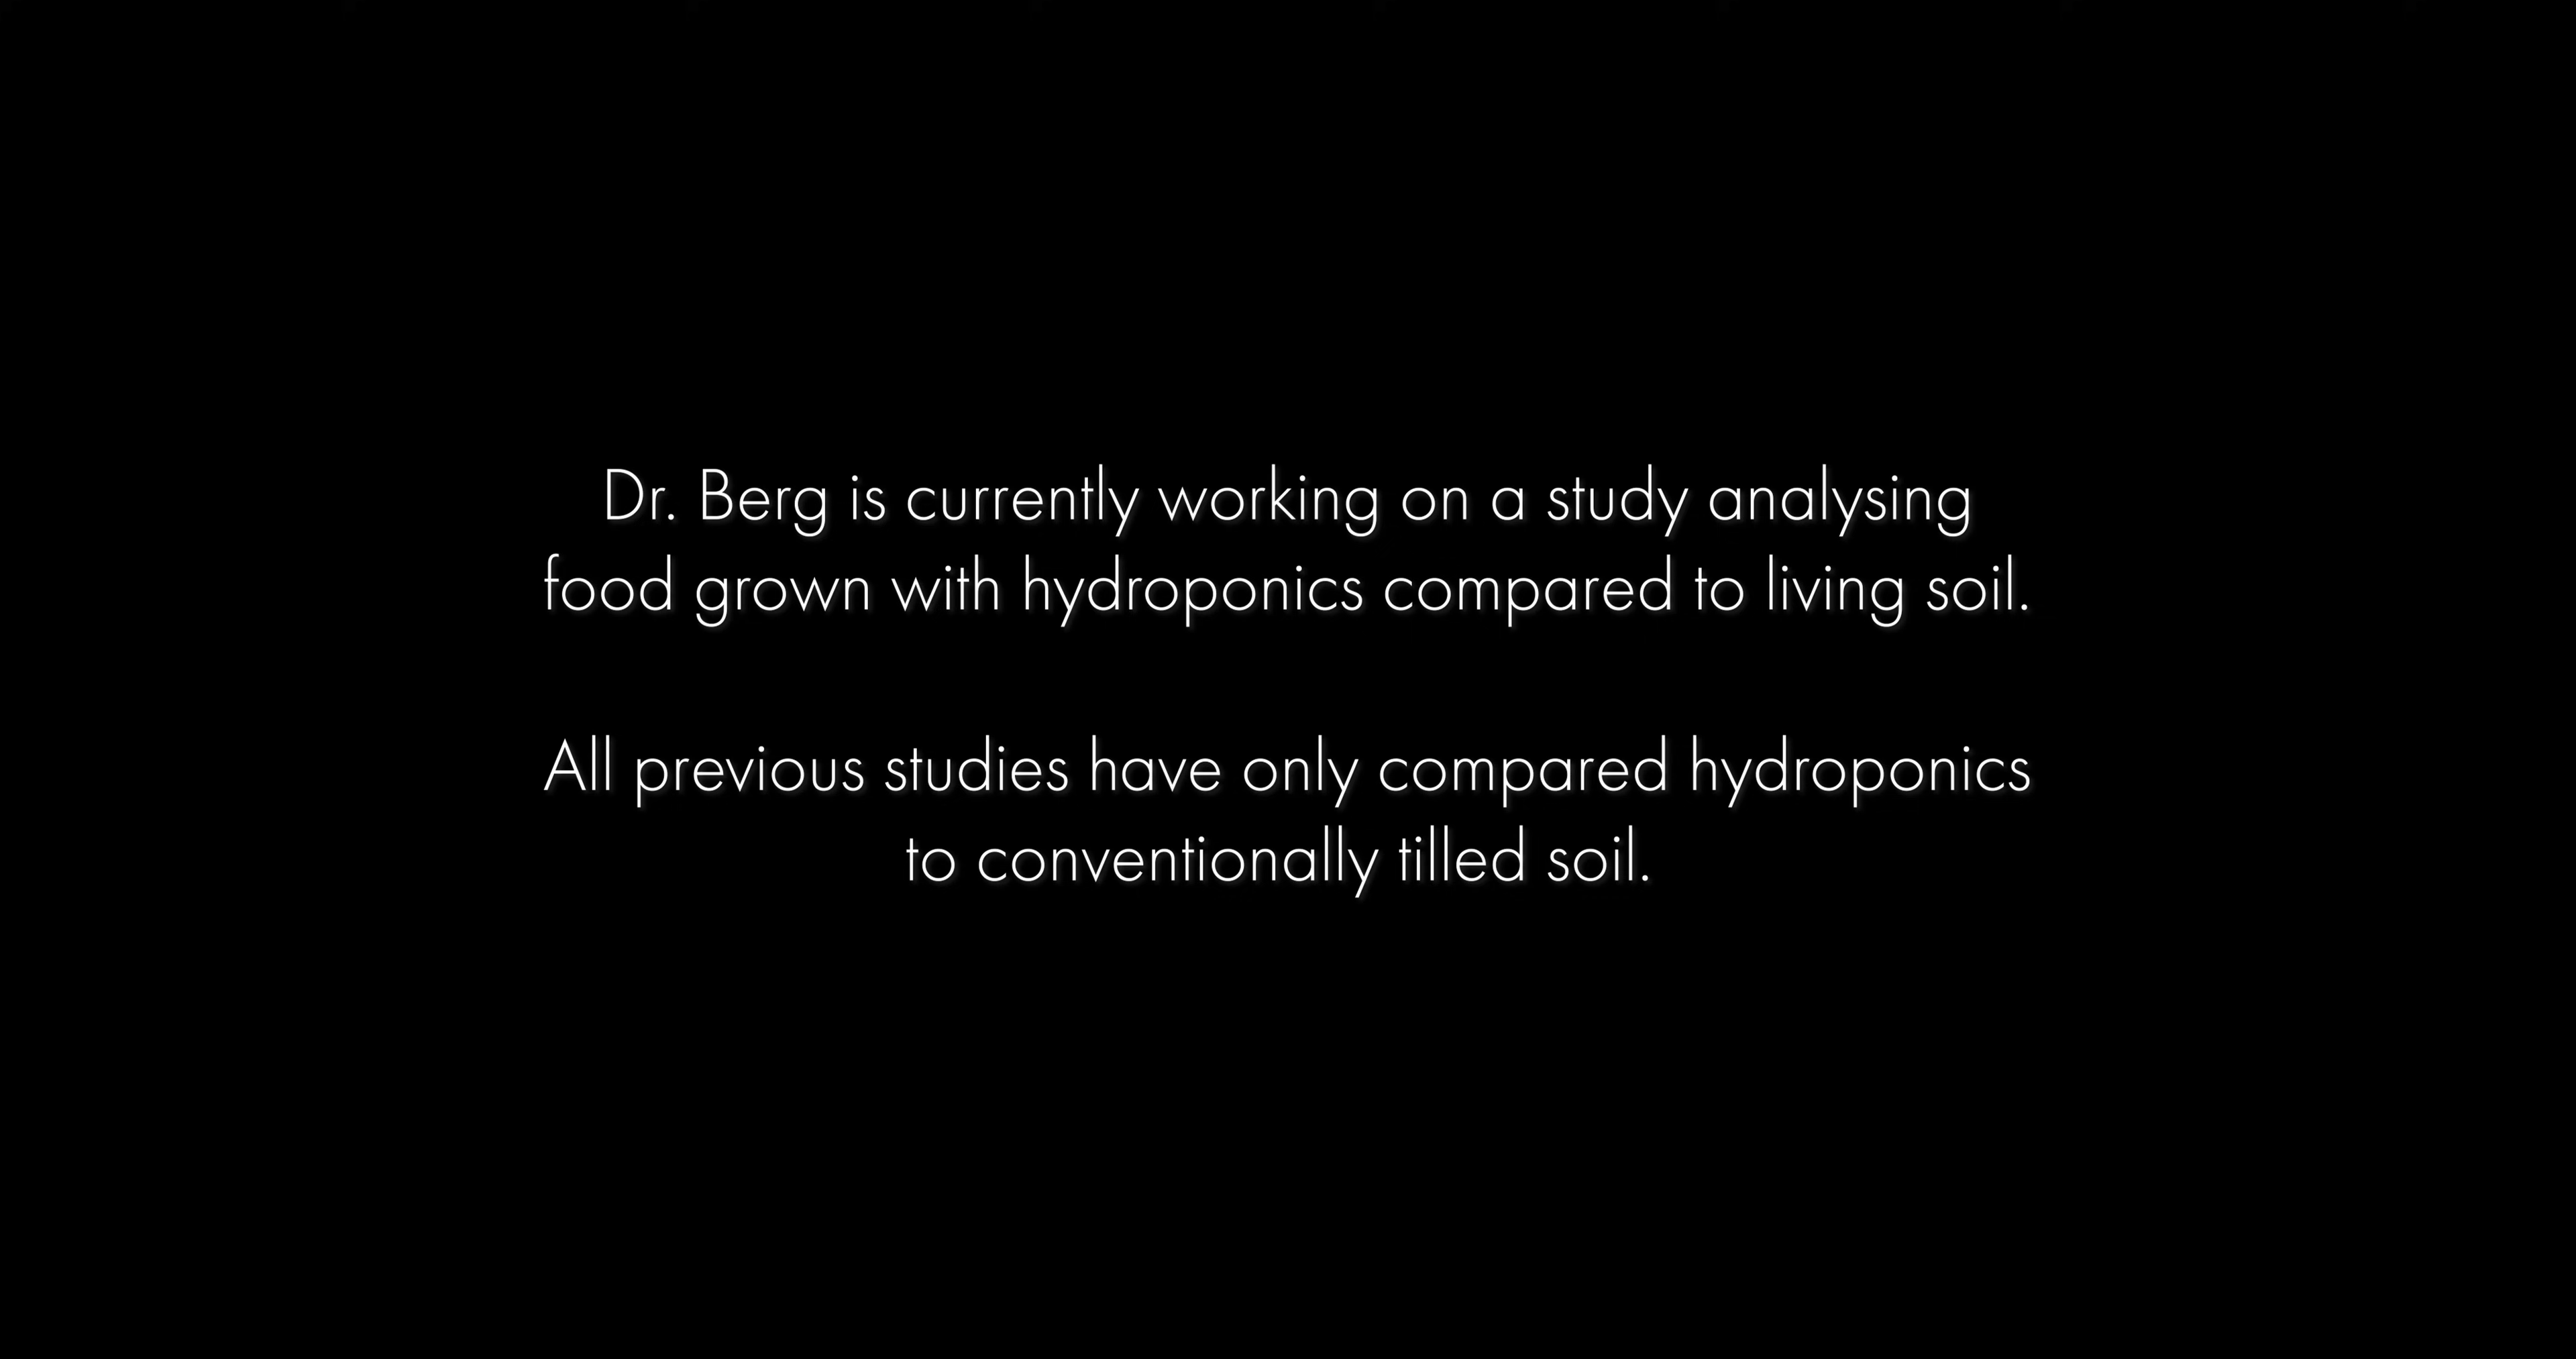 Dr. Berg is currently working on a study analysing
food grown with hydroponics compared to living soil.
All previous studies have only compared hydroponics
to conventionally tilled soil.